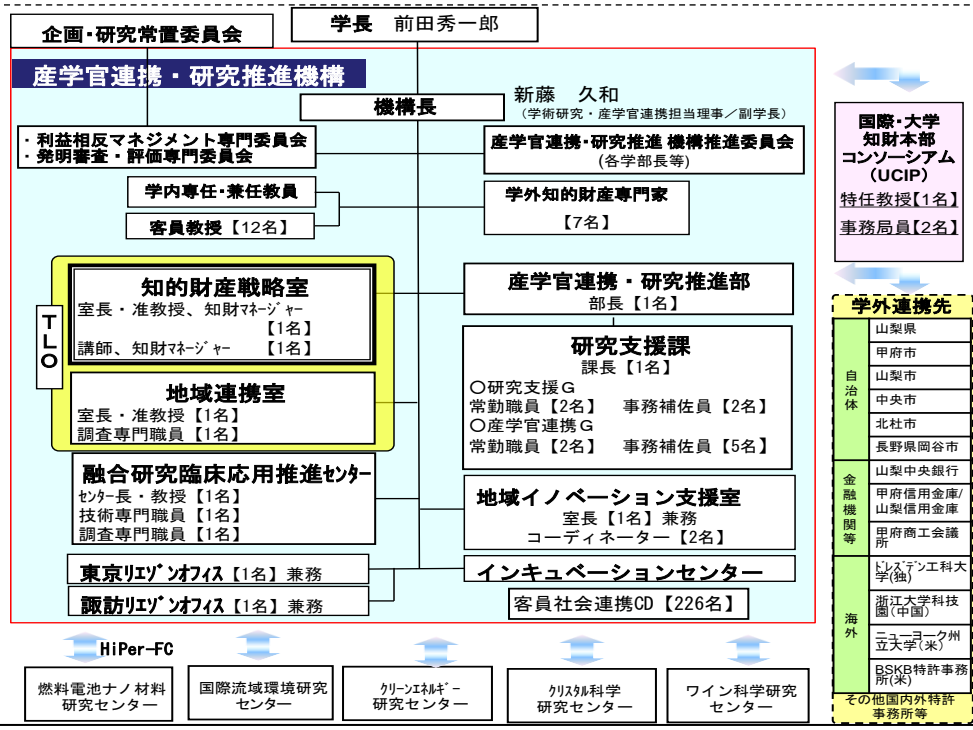 企画・研究常置委員会
学長 前田秀一郎
産学官連携・研究推進機構
機構長
新藤 久和
(学術研究・産学官連携担当理事／副学長)
・利益相反マネジメント専門委員会
・発明審査・評価専門委員会
産学官連携・研究推進 機構推進委員会
(各学部長等)
学内専任・兼任教員
客員教授【12名】
学外知的財産専門家
【7名】
TLO
知的財産戦略室
室長・准教授、知財ﾏﾈｰｼﾞｬｰ
【1名】
講師、知財ﾏﾈｰｼﾞｬｰ 【1名】
地域連携室
室長・准教授【1名】
調査専門職員【1名】
産学官連携・研究推進部
部長【1名】
研究支援課
課長【1名】
〇研究支援G
常勤職員【2名】 事務補佐員【2名】
〇産学官連携G
常勤職員【2名】 事務補佐員【5名】
融合研究臨床応用推進ｾﾝﾀｰ
ｾﾝﾀｰ長・教授【1名】
技術専門職員【1名】
調査専門職員【1名】
地域イノベーション支援室
室長【1名】兼務
コーディネーター【2名】
東京ﾘｴｿﾞﾝｵﾌｨｽ【1名】兼務
諏訪ﾘｴｿﾞﾝｵﾌｨｽ【1名】兼務
インキュベーションセンター
客員社会連携CD【226名】
HiPer-FC
燃料電池ナノ材料
研究センター
国際流域環境研究
センター
ｸﾘｰﾝｴﾈﾙｷﾞｰ
研究センター
ｸﾘｽﾀﾙ科学
研究センター
ワイン科学研究
センター
国際・大学
知財本部
コンソーシアム
(UCIP)
特任教授【1名】
事務局員【2名】
学外連携先
自治体
山梨県
甲府市
山梨市
中央市
北杜市
長野県岡谷市
金融機関等
山梨中央銀行
甲府信用金庫/
山梨信用金庫
甲府商工会議
所
海外
ﾄﾞﾚｽﾞﾃﾞﾝ工科大
学(独)
浙江大学科技
園(中国)
ニューヨーク州
立大学(米)
BSKB特許事務
所(米)
その他国内外特許
事務所等